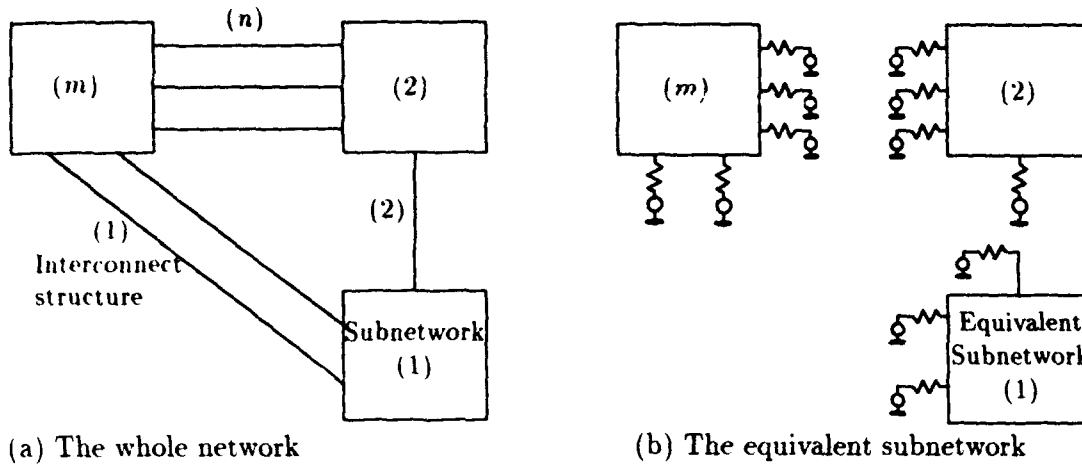 (n)
(m)
(2)
(2)
(1)
Interconnect
structure
Subnetwork
(1)
(a) The whole network
(m)
(2)
Equivalent
Subnetwork
(1)
(b) The equivalent subnetwork